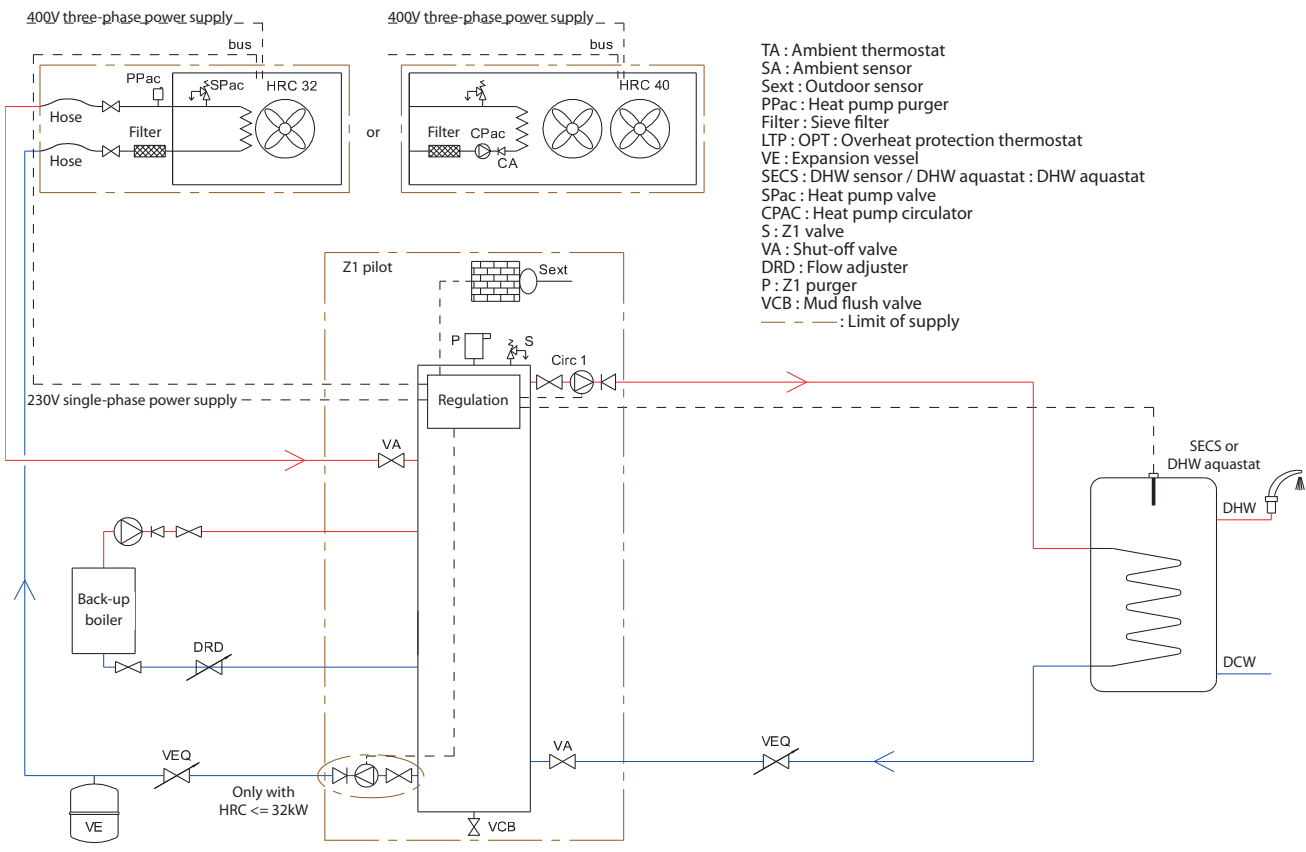 400V three-phase power supply
400V three-phase power supply
bus
bus
PPac
SPac
HRC 32
HRC 40
Hose
Filter
Hose
or
Filter
CPac
CA
TA : Ambient thermostat
SA : Ambient sensor
Sext : Outdoor sensor
PPac : Heat pump purger
Filter : Sieve filter
LTP : OPT : Overheat protection thermostat
VE : Expansion vessel
SECS : DHW sensor / DHW aquastat : DHW aquastat
SPac : Heat pump valve
CPAC : Heat pump circulator
S : Z1 valve
VA : Shut-off valve
DRD : Flow adjuster
P : Z1 purger
VCB : Mud flush valve
: Limit of supply
Z1 pilot
Sext
P
S
Circ 1
230V single-phase power supply
Regulation
VA
SECS or
DHW aquastat
DHW
Back-up
boiler
DRD
DCW
VEQ
VA
VEQ
Only with
HRC <= 32kW
VE
VCB